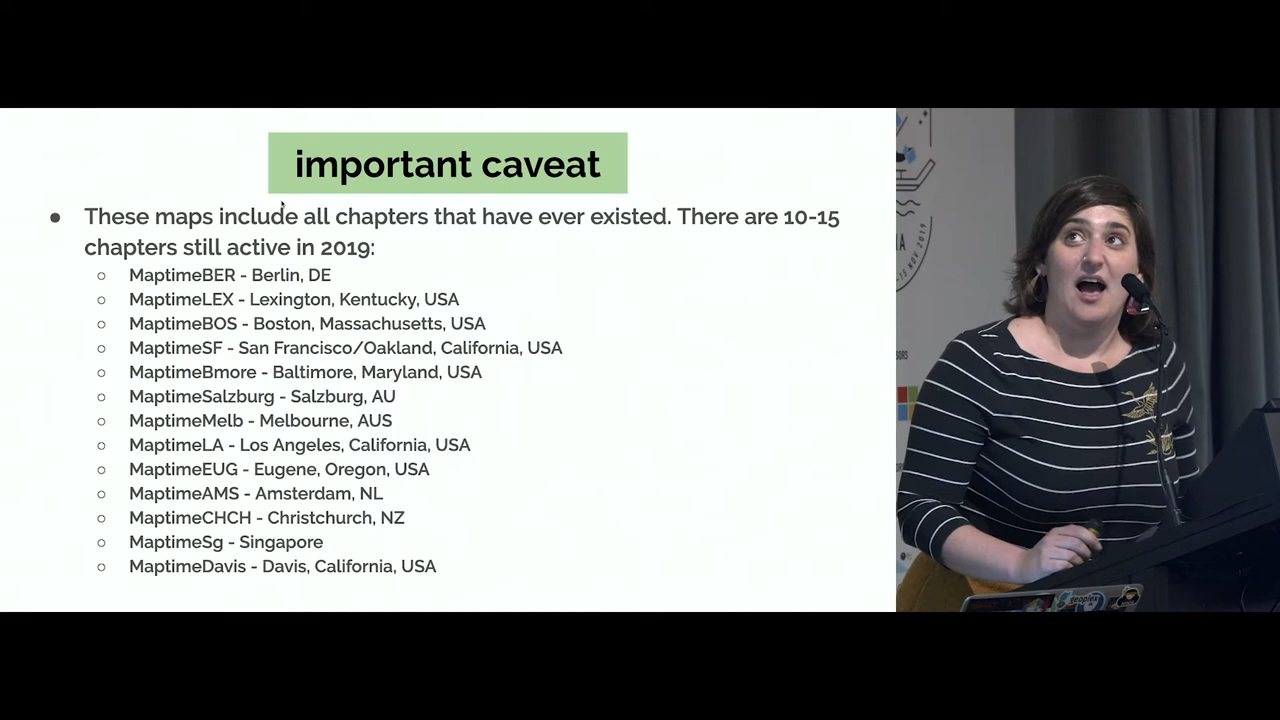 important caveat
● These maps include all chapters that have ever existed. There are 10-15
chapters still active in 2019:
○ MaptimeBER - Berlin, DE
○ MaptimeLEX - Lexington, Kentucky, USA
○ MaptimeBOS - Boston, Massachusetts, USA
○ MaptimeSF - San Francisco/Oakland, California, USA
○ MaptimeBmore - Baltimore, Maryland, USA
○ MaptimeSalzburg - Salzburg, AU
○ MaptimeMelb - Melbourne, AUS
○ MaptimeLA - Los Angeles, California, USA
○ MaptimeEUG - Eugene, Oregon, USA
○ MaptimeAMS - Amsterdam, NL
○ MaptimeCHCH - Christchurch, NZ
○ MaptimeSg - Singapore
○ MaptimeDavis - Davis, California, USA
NOV 2019
geoplex